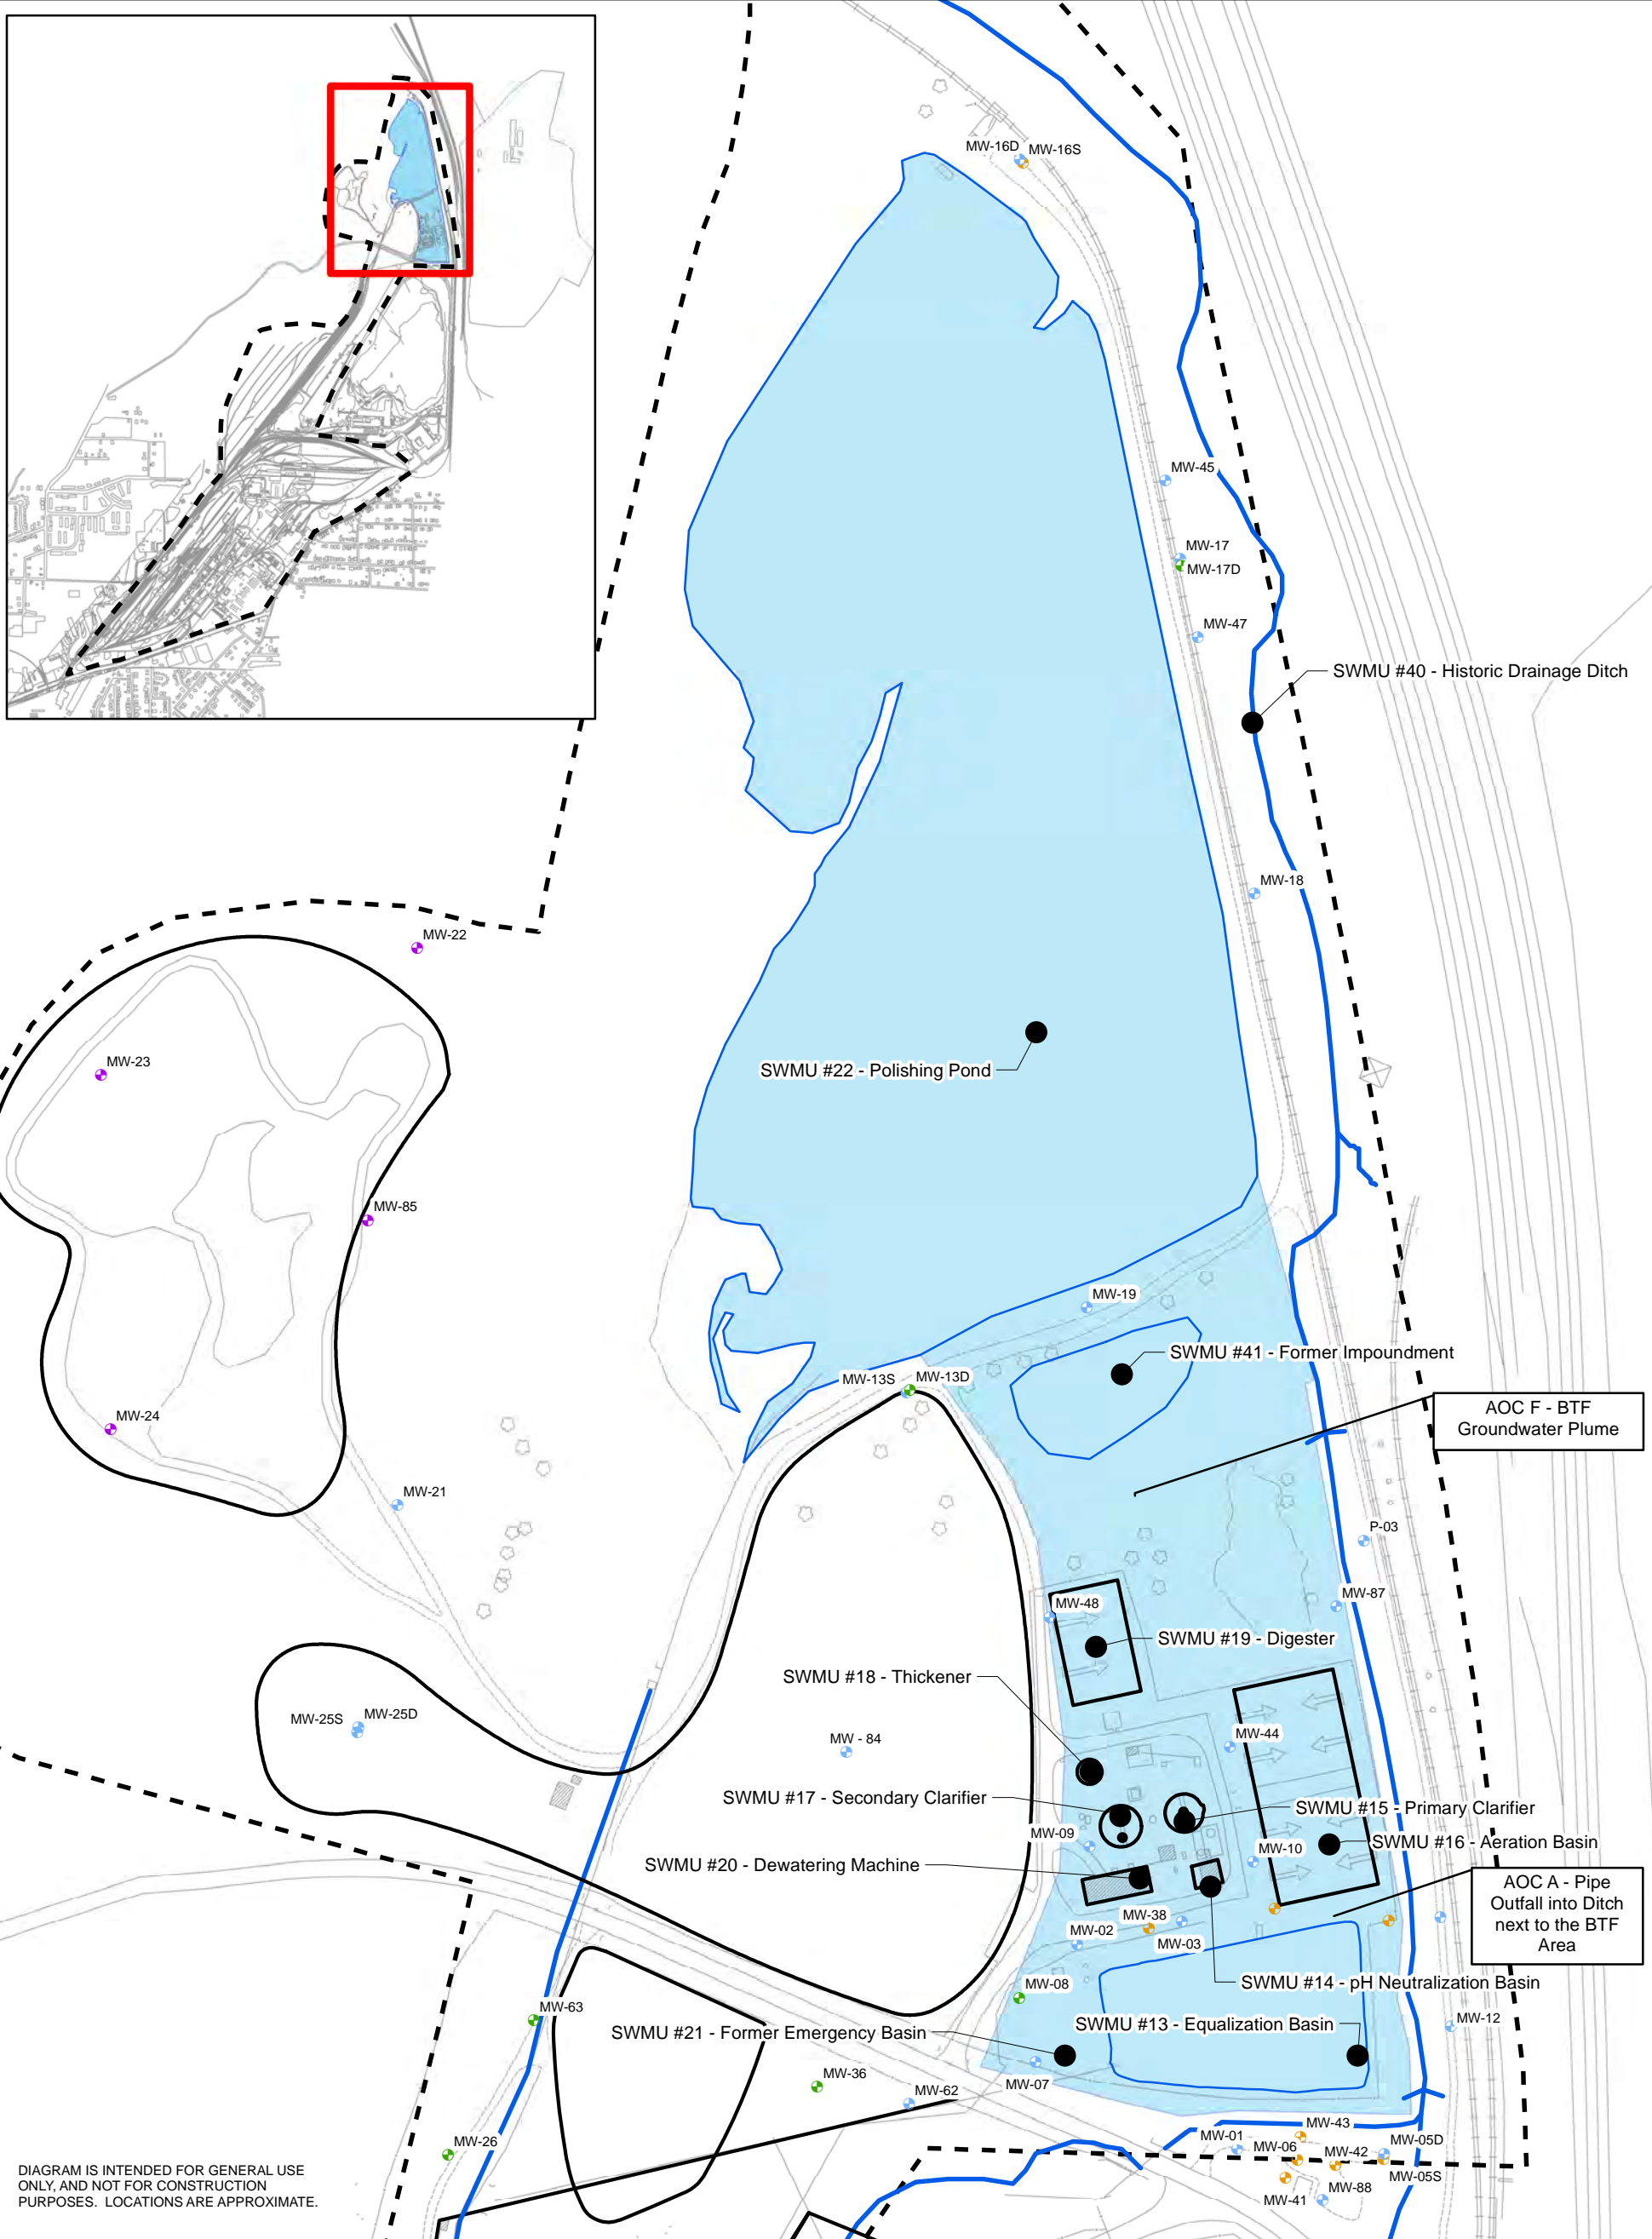 MW-16D
MW-16S
MW-45
MW-17
MW-17D
MW-47
SWMU #40 - Historic Drainage Ditch
MW-18
MW-22
MW-23
SWMU #22 - Polishing Pond
MW-85
MW-19
SWMU #41 - Former Impoundment
MW-13S
MW-13D
AOC F - BTF
Groundwater Plume
MW-24
MW-21
P-03
MW-87
MW-48
SWMU #19 - Digester
SWMU #18 - Thickener
MW-25S
MW-25D
MW - 84
MW-44
SWMU #17 - Secondary Clarifier
SWMU #15 - Primary Clarifier
MW-09
SWMU #16 - Aeration Basin
MW-10
SWMU #20 - Dewatering Machine
AOC A - Pipe
Outfall into Ditch
next to the BTF
Area
MW-38
MW-02
MW-03
MW-08
SWMU #14 - pH Neutralization Basin
MW-63
SWMU #21 - Former Emergency Basin
SWMU #13 - Equalization Basin
MW-12
MW-36
MW-07
MW-62
MW-43
MW-01
MW-06
MW-42
MW-05D
MW-26
MW-05S
MW-88
MW-41
DIAGRAM IS INTENDED FOR GENERAL USE
ONLY, AND NOT FOR CONSTRUCTION
PURPOSES. LOCATIONS ARE APPROXIMATE.